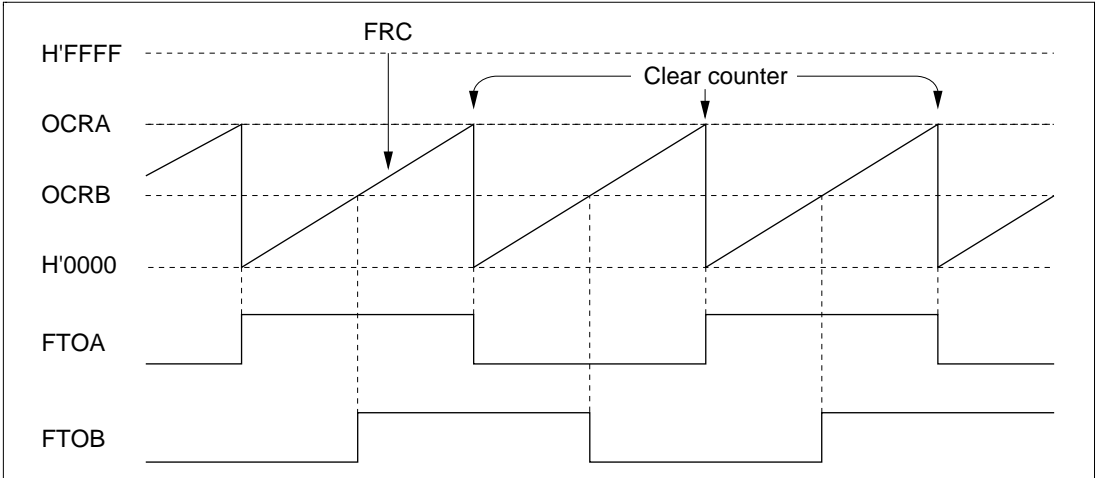 FRC
H'FFFF
Clear counter
OCRA
OCRB
H'0000
FTOA
FTOB